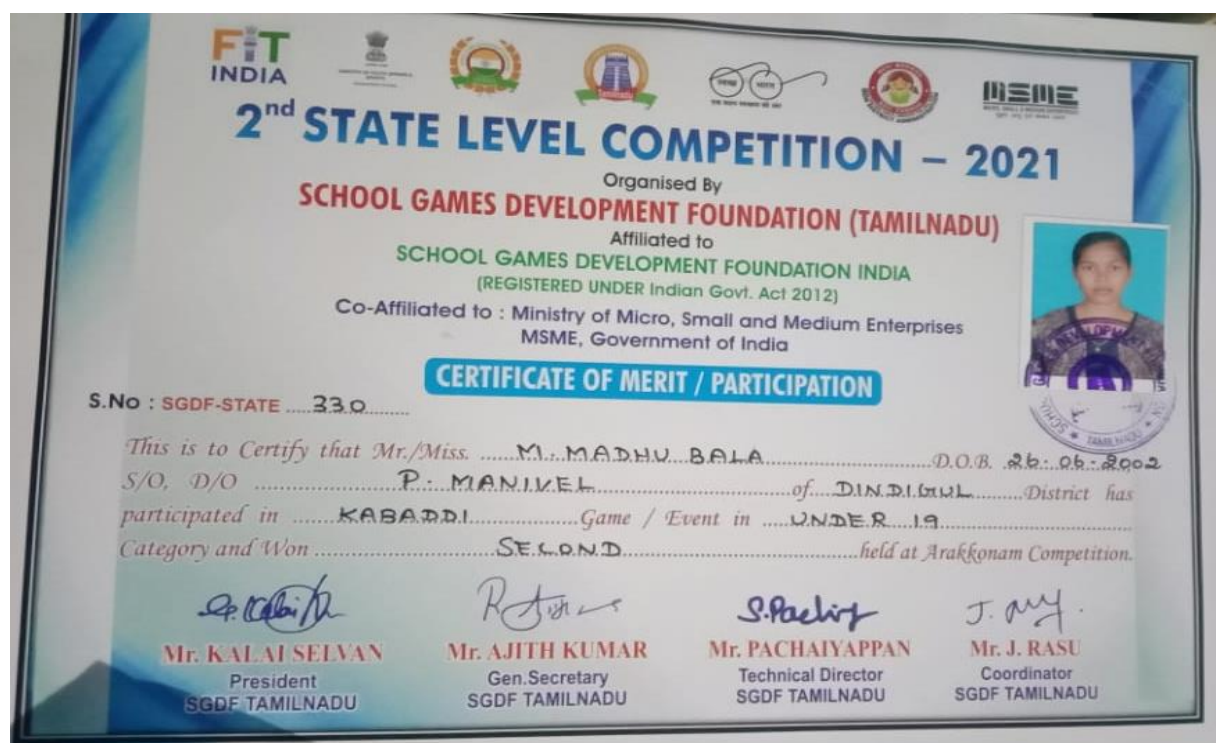 FiT
INDIA
MSME
2nd STATE LEVEL COMPETITION – 2021
Organised By
SCHOOL GAMES DEVELOPMENT FOUNDATION (TAMILNADU)
Affiliated to
SCHOOL GAMES DEVELOPMENT FOUNDATION INDIA
(REGISTERED UNDER Indian Govt. Act 2012)
Co-Affiliated to : Ministry of Micro, Small and Medium Enterprises
MSME, Government of India
CERTIFICATE OF MERIT / PARTICIPATION
S.No : SGDF-STATE ....330........
This is to Certify that Mr./Miss. ....M. MADHU BALA....D.O.B. 26.06.2002
S/O, D/O ....P. MANIVEL....of....DINDIGUL....District has
participated in ....KABADDI....Game / Event in ....UNDER 19....
Category and Won ....SECOND....held at Arakkonam Competition.
Mr. KALAI SELVAN
President
SGDF TAMILNADU
Mr. AJITH KUMAR
Gen.Secretary
SGDF TAMILNADU
Mr. PACHAIYAPPAN
Technical Director
SGDF TAMILNADU
Mr. J. RASU
Coordinator
SGDF TAMILNADU